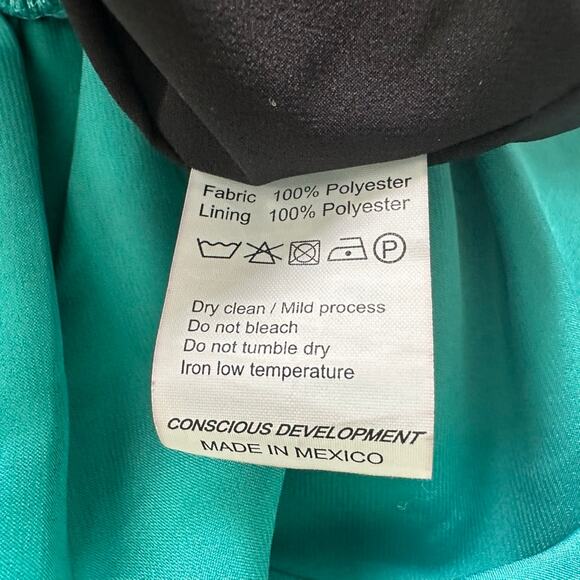 Fabric 100% Polyester
Lining 100% Polyester
P
Dry clean / Mild process
Do not bleach
Do not tumble dry
Iron low temperature
CONSCIOUS DEVELOPMENT
MADE IN MEXICO